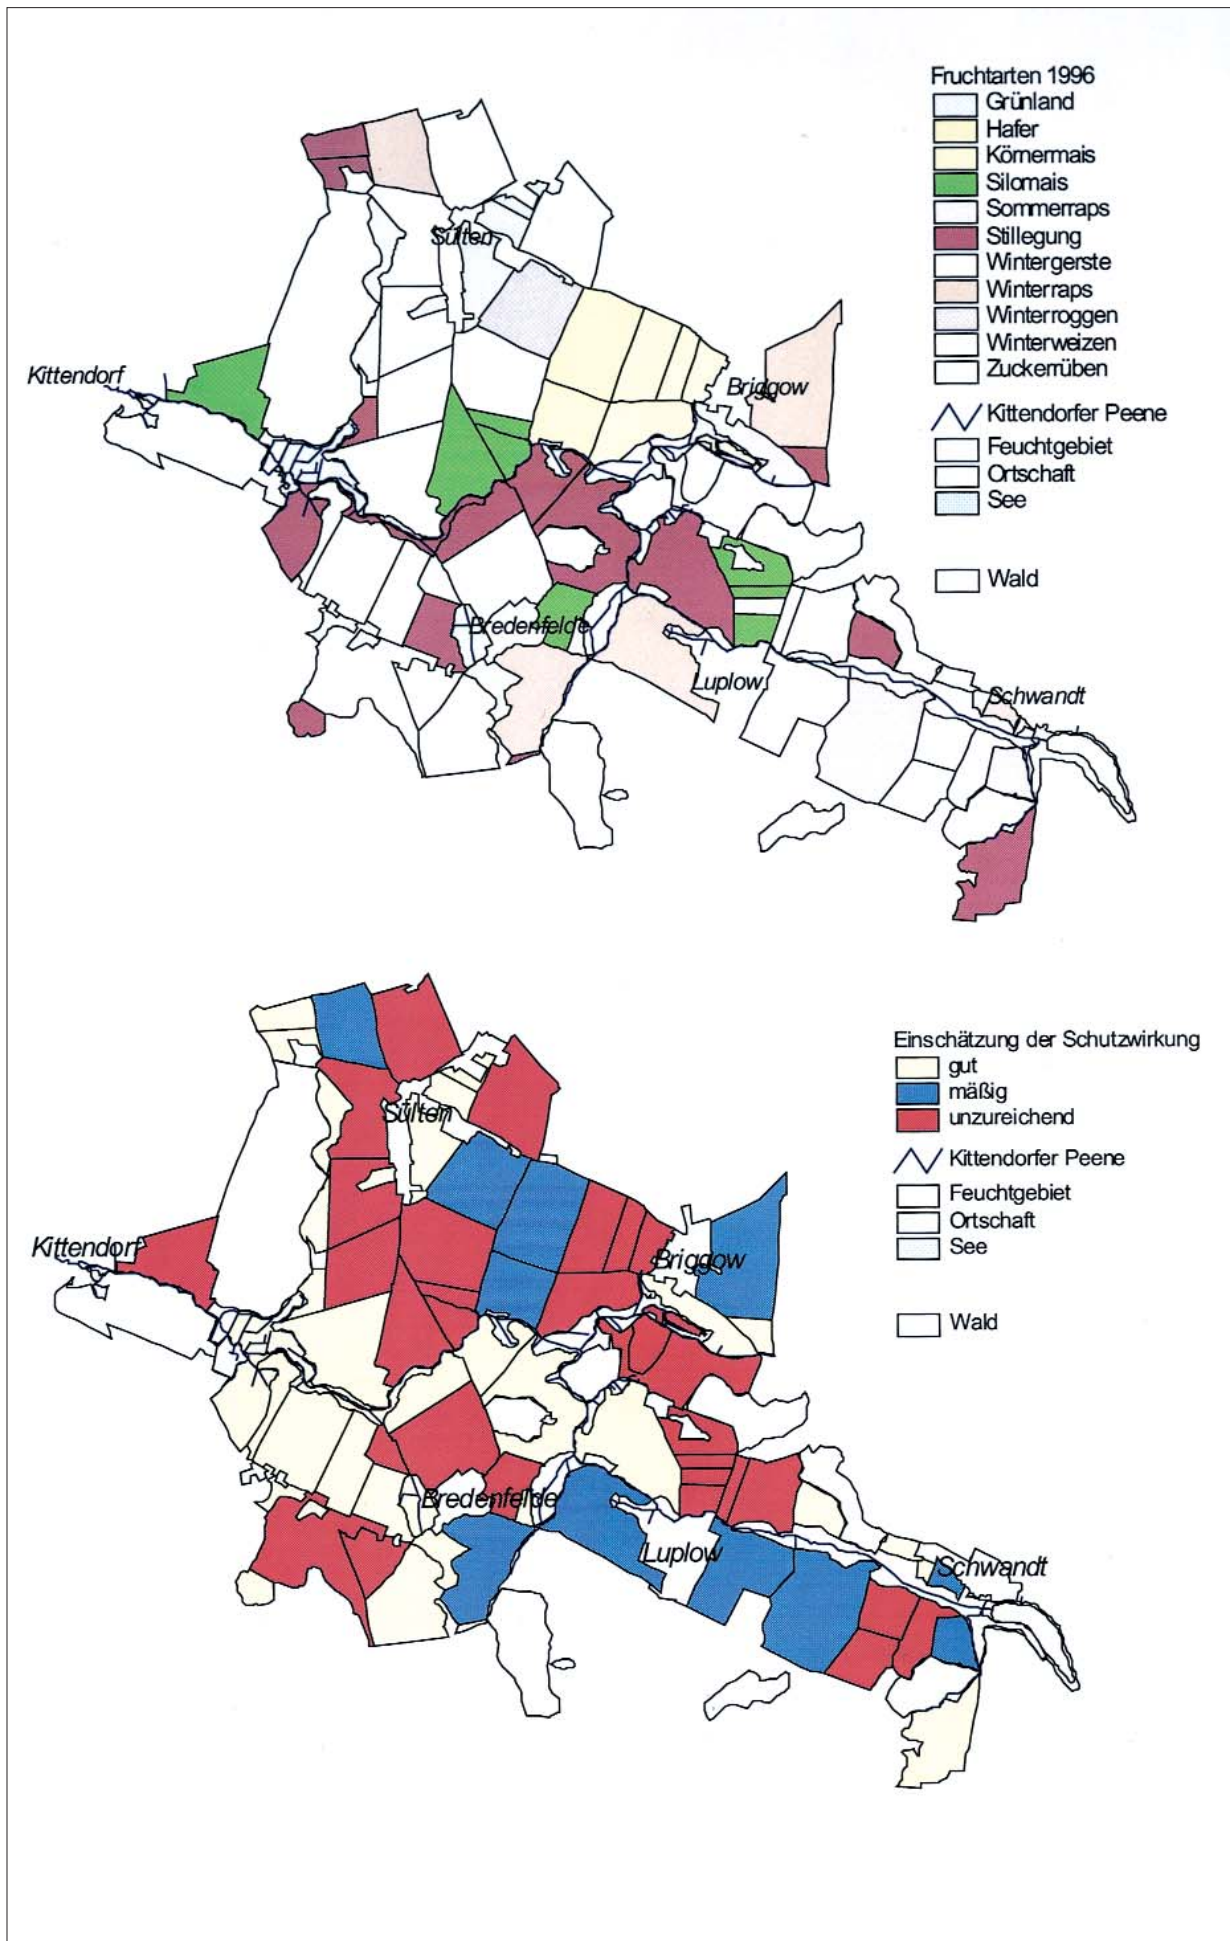 Fruchtarten 1996
Grünland
Hafer
Körnermais
Silomais
Sommerraps
Stillegung
Wintergerste
Winterraps
Winterroggen
Winterweizen
Zuckerrüben
Kittendorfer Peene
Feuchtgebiet
Ortschaft
See
Wald
Sülten
Kittendorf
Briggow
Bredenfelde
Luplow
Schwandt
Einschätzung der Schutzwirkung
gut
mäßig
unzureichend
Kittendorfer Peene
Feuchtgebiet
Ortschaft
See
Wald
Sülten
Kittendorf
Briggow
Bredenfelde
Luplow
Schwandt